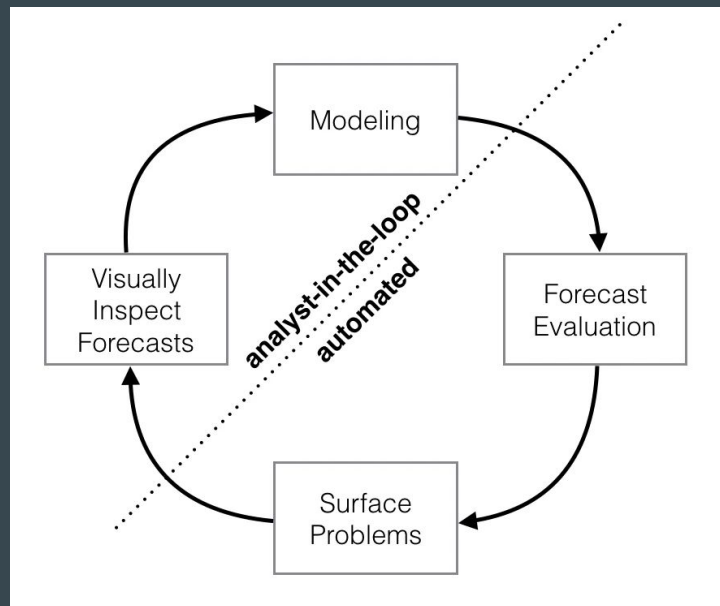 Modeling
analyst-in-the-loop
automated
Visually
Inspect
Forecasts
Forecast
Evaluation
Surface
Problems